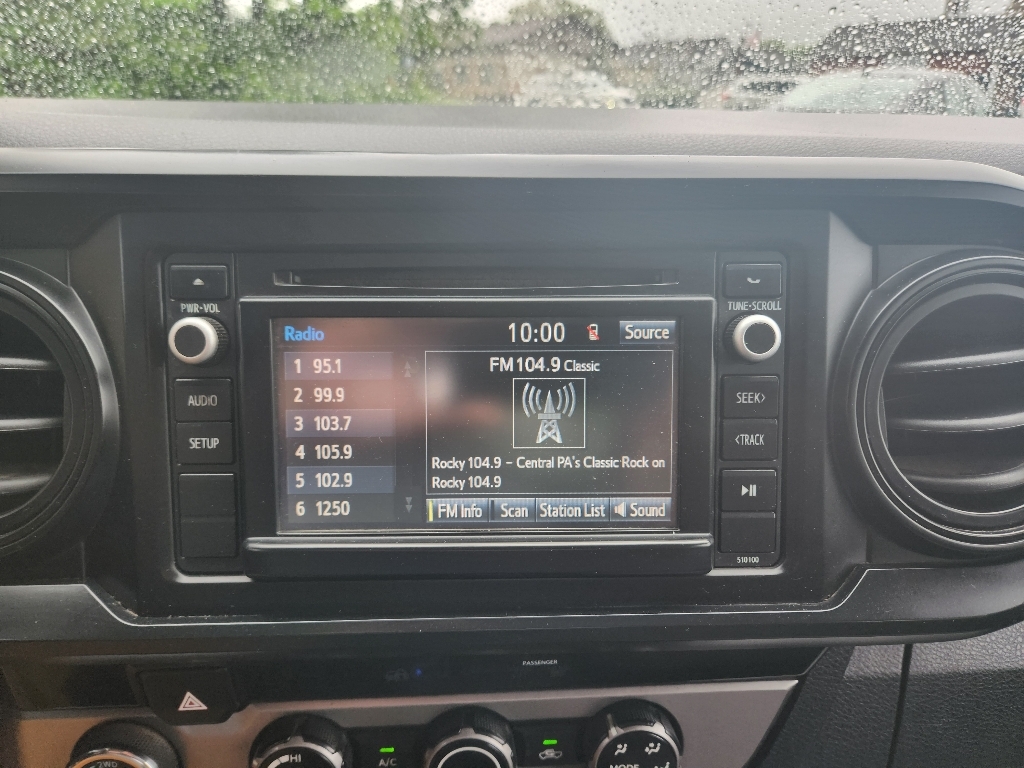 PWR·VOL
AUDIO
SETUP
Radio 10:00 Source
1 95.1
2 99.9
3 103.7
4 105.9
5 102.9
6 1250
FM 104.9 Classic
Rocky 104.9 - Central PA's Classic Rock on
Rocky 104.9
FM Info Scan Station List Sound
TUNE·SCROLL
SEEK>
<TRACK
510100
PASSENGER
2WD
HI
A/C
MODE